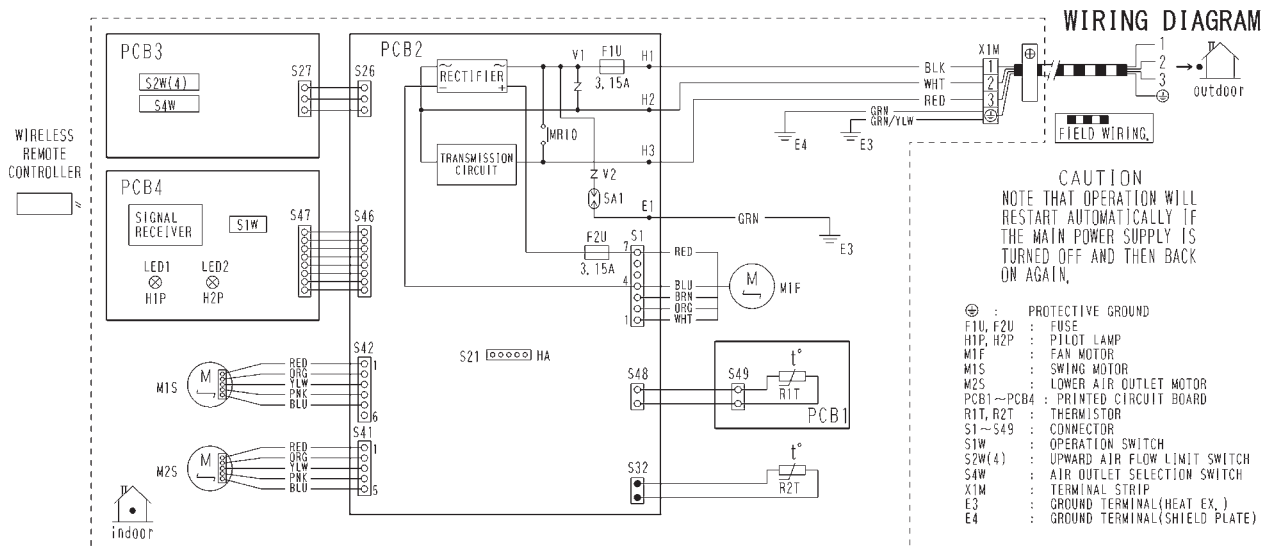 WIRING DIAGRAM
PCB3
S2W(4)
S4W
S27
S26
PCB2
RECTIFIER
~
~
-
+
V1
F1U
3.15A
H1
H2
H3
MR10
TRANSMISSION
CIRCUIT
V2
SA1
E1
GRN
E3
BLK
WHT
RED
GRN
GRN/YLW
E4
E3
X1M
1
2
3
1
2
3
outdoor
FIELD WIRING.
WIRELESS
REMOTE
CONTROLLER
PCB4
SIGNAL
RECEIVER
S1W
LED1
H1P
LED2
H2P
S47
S46
F2U
3.15A
S1
7
4
1
RED
BLU
BRN
ORG
WHT
M
M1F
S21
HA
M1S
M
RED
ORG
YLW
PNK
BLU
S42
1
6
M2S
M
RED
ORG
YLW
PNK
BLU
S41
1
5
S48
S49
t°
R1T
PCB1
S32
t°
R2T
indoor
CAUTION
NOTE THAT OPERATION WILL
RESTART AUTOMATICALLY IF
THE MAIN POWER SUPPLY IS
TURNED OFF AND THEN BACK
ON AGAIN.
: PROTECTIVE GROUND
F1U, F2U : FUSE
H1P, H2P : PILOT LAMP
M1F : FAN MOTOR
M1S : SWING MOTOR
M2S : LOWER AIR OUTLET MOTOR
PCB1~PCB4 : PRINTED CIRCUIT BOARD
R1T, R2T : THERMISTOR
S1~S49 : CONNECTOR
S1W : OPERATION SWITCH
S2W(4) : UPWARD AIR FLOW LIMIT SWITCH
S4W : AIR OUTLET SELECTION SWITCH
X1M : TERMINAL STRIP
E3 : GROUND TERMINAL(HEAT EX.)
E4 : GROUND TERMINAL(SHIELD PLATE)